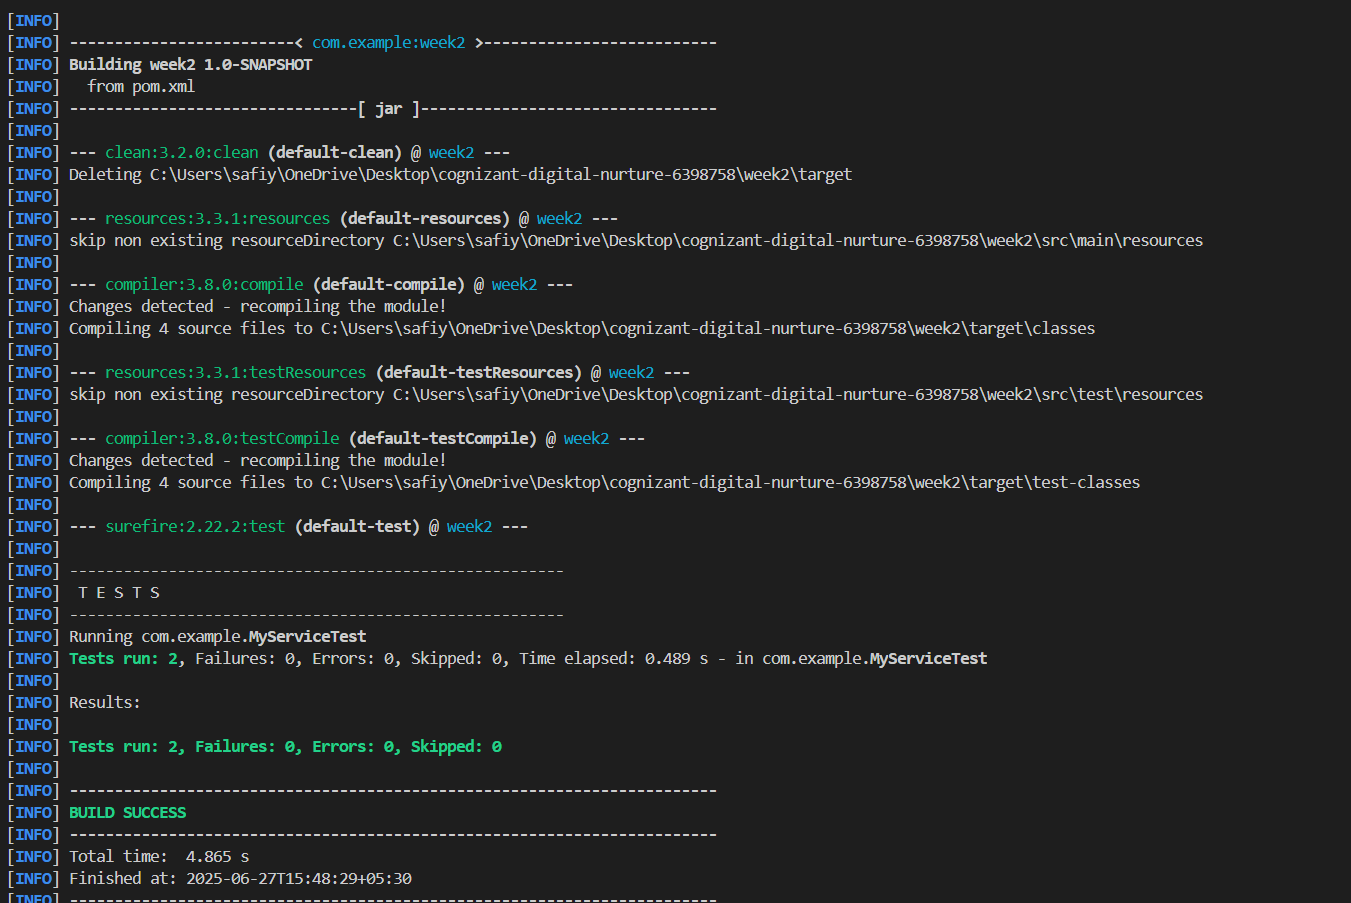 [INFO]
[INFO] -------------------------< com.example:week2 >--------------------------
[INFO] Building week2 1.0-SNAPSHOT
[INFO]   from pom.xml
[INFO] --------------------------------[ jar ]---------------------------------
[INFO]
[INFO] --- clean:3.2.0:clean (default-clean) @ week2 ---
[INFO] Deleting C:\Users\safiy\OneDrive\Desktop\cognizant-digital-nurture-6398758\week2\target
[INFO]
[INFO] --- resources:3.3.1:resources (default-resources) @ week2 ---
[INFO] skip non existing resourceDirectory C:\Users\safiy\OneDrive\Desktop\cognizant-digital-nurture-6398758\week2\src\main\resources
[INFO]
[INFO] --- compiler:3.8.0:compile (default-compile) @ week2 ---
[INFO] Changes detected - recompiling the module!
[INFO] Compiling 4 source files to C:\Users\safiy\OneDrive\Desktop\cognizant-digital-nurture-6398758\week2\target\classes
[INFO]
[INFO] --- resources:3.3.1:testResources (default-testResources) @ week2 ---
[INFO] skip non existing resourceDirectory C:\Users\safiy\OneDrive\Desktop\cognizant-digital-nurture-6398758\week2\src\test\resources
[INFO]
[INFO] --- compiler:3.8.0:testCompile (default-testCompile) @ week2 ---
[INFO] Changes detected - recompiling the module!
[INFO] Compiling 4 source files to C:\Users\safiy\OneDrive\Desktop\cognizant-digital-nurture-6398758\week2\target\test-classes
[INFO]
[INFO] --- surefire:2.22.2:test (default-test) @ week2 ---
[INFO]
[INFO] -------------------------------------------------------
[INFO]  T E S T S
[INFO] -------------------------------------------------------
[INFO] Running com.example.MyServiceTest
[INFO] Tests run: 2, Failures: 0, Errors: 0, Skipped: 0, Time elapsed: 0.489 s - in com.example.MyServiceTest
[INFO]
[INFO] Results:
[INFO]
[INFO] Tests run: 2, Failures: 0, Errors: 0, Skipped: 0
[INFO]
[INFO] ------------------------------------------------------------------------
[INFO] BUILD SUCCESS
[INFO] ------------------------------------------------------------------------
[INFO] Total time:  4.865 s
[INFO] Finished at: 2025-06-27T15:48:29+05:30
[INFO] ------------------------------------------------------------------------